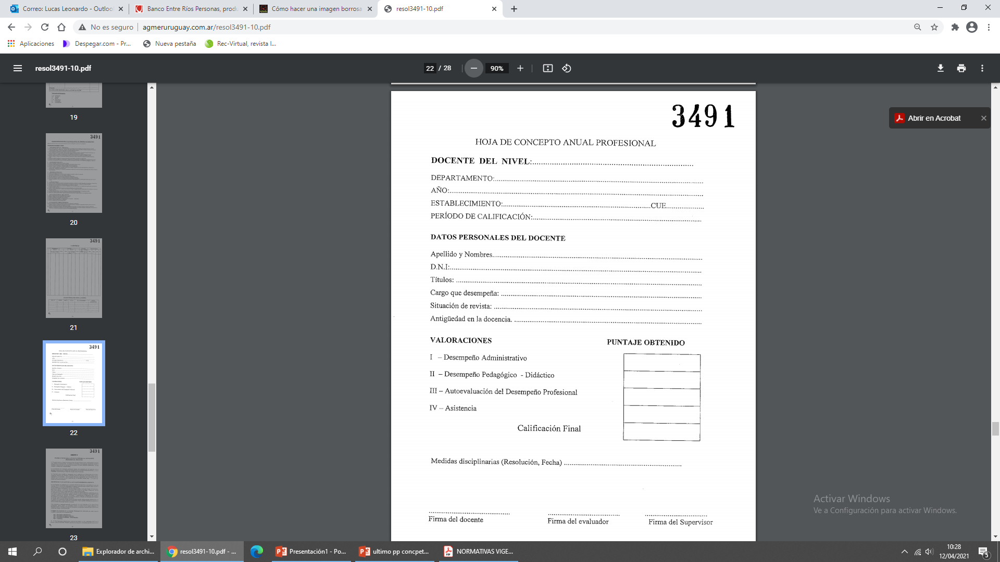 Correo: Lucas Leonardo - Outloo
Banco Entre Ríos Personas, produ
Cómo hacer una imagen borrosa
resol3491-10.pdf
No es seguro
agmeruruguay.com.ar/resol3491-10.pdf
Aplicaciones
Despegar.com - Pr...
Nueva pestaña
Rec-Virtual, revista l...
resol3491-10.pdf
22 / 28
90%
Abrir en Acrobat
19
3491
20
3491
21
3491
22
3491
23
3491
HOJA DE CONCEPTO ANUAL PROFESIONAL
DOCENTE DEL NIVEL:
DEPARTAMENTO:
AÑO:
ESTABLECIMIENTO: CUE
PERÍODO DE CALIFICACIÓN:
DATOS PERSONALES DEL DOCENTE
Apellido y Nombres
D.N.I:
Títulos:
Cargo que desempeña:
Situación de revista:
Antigüedad en la docencia.
VALORACIONES PUNTAJE OBTENIDO
I – Desempeño Administrativo
II – Desempeño Pedagógico - Didáctico
III – Autoevaluación del Desempeño Profesional
IV – Asistencia
Calificación Final
Medidas disciplinarias (Resolución, Fecha)
Firma del docente Firma del evaluador Firma del Supervisor
Activar Windows
Ve a Configuración para activar Windows.
Explorador de archi...
resol3491-10.pdf - ...
Presentación1 - Po...
ultimo pp concpet...
NORMATIVAS VIGE...
10:28
12/04/2021
5